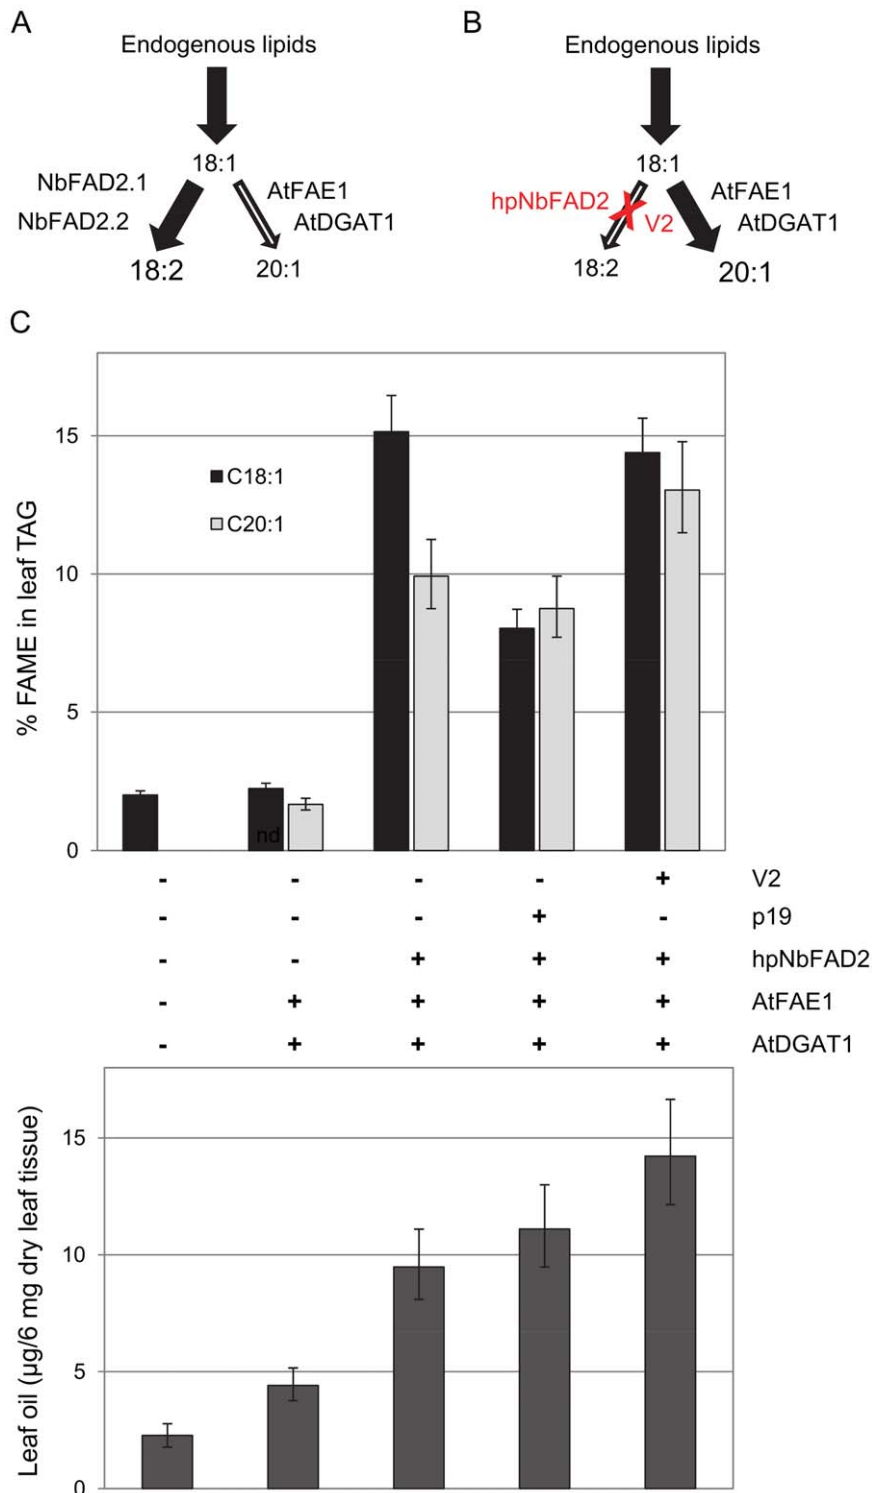 A
Endogenous lipids
18:1
NbFAD2.1
AtFAE1
NbFAD2.2
AtDGAT1
18:2
20:1
B
Endogenous lipids
18:1
hpNbFAD2
AtFAE1
V2
AtDGAT1
18:2
20:1
C
% FAME in leaf TAG
15
10
5
0
C18:1
C20:1
nd
- - - - + V2
- - - + - p19
- - + + + hpNbFAD2
- + + + + AtFAE1
- + + + + AtDGAT1
Leaf oil (µg/6 mg dry leaf tissue)
15
10
5
0